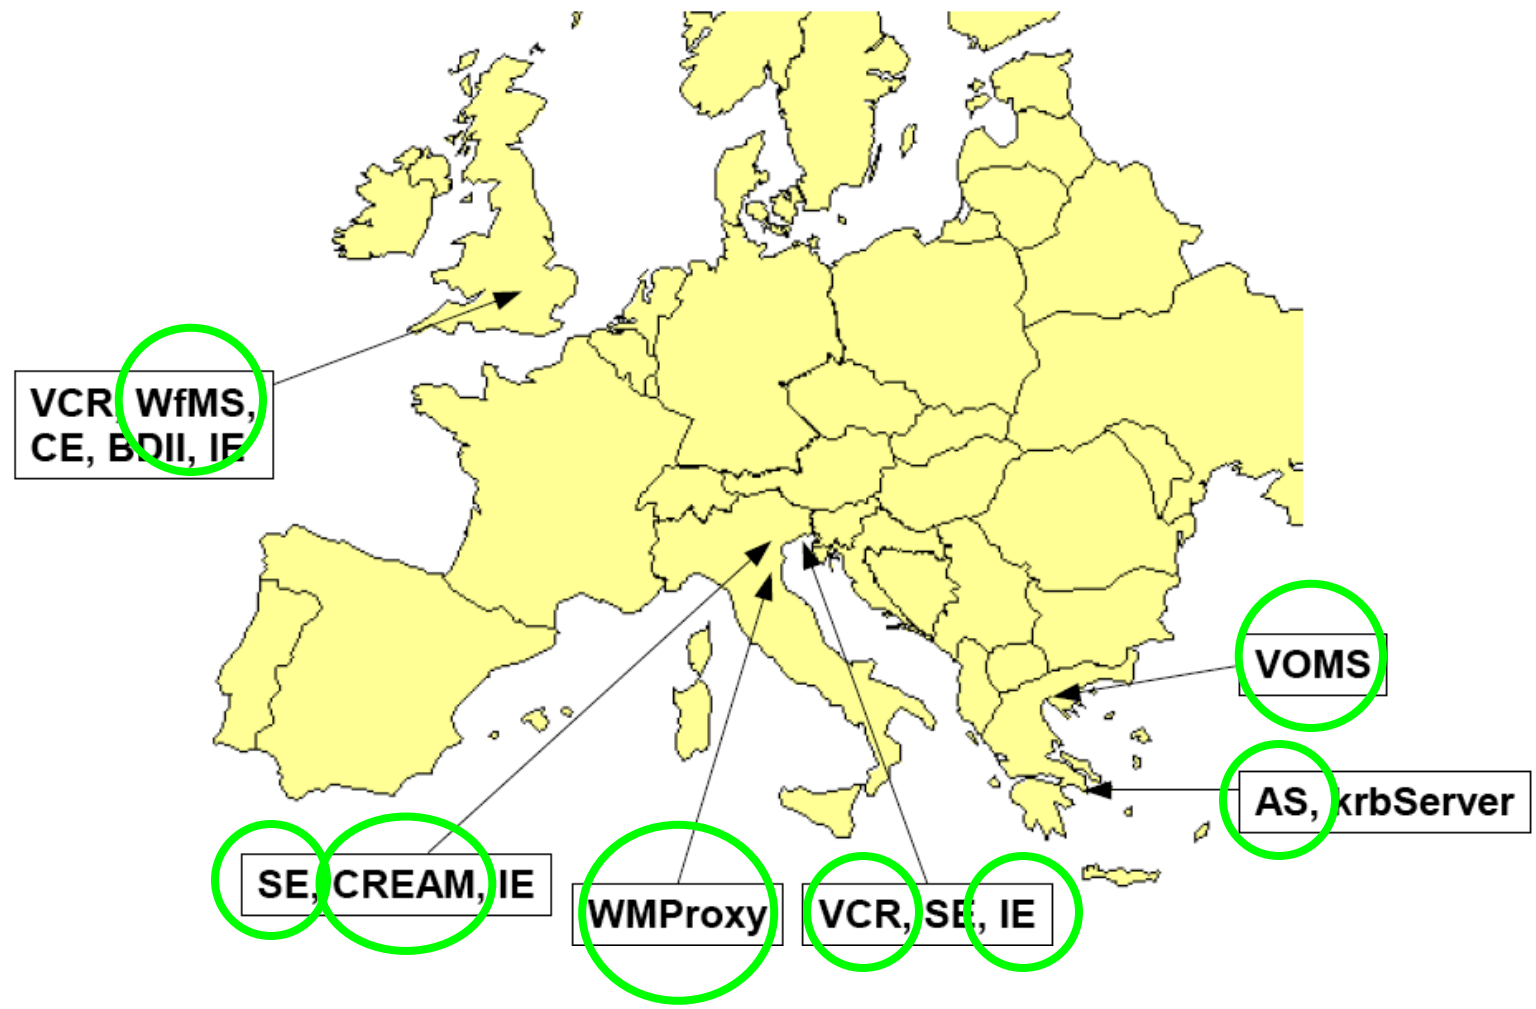 VCR, WfMS,
CE, BDII, IE
VOMS
AS, krbServer
SE, CREAM, IE
WMProxy
VCR, SE, IE